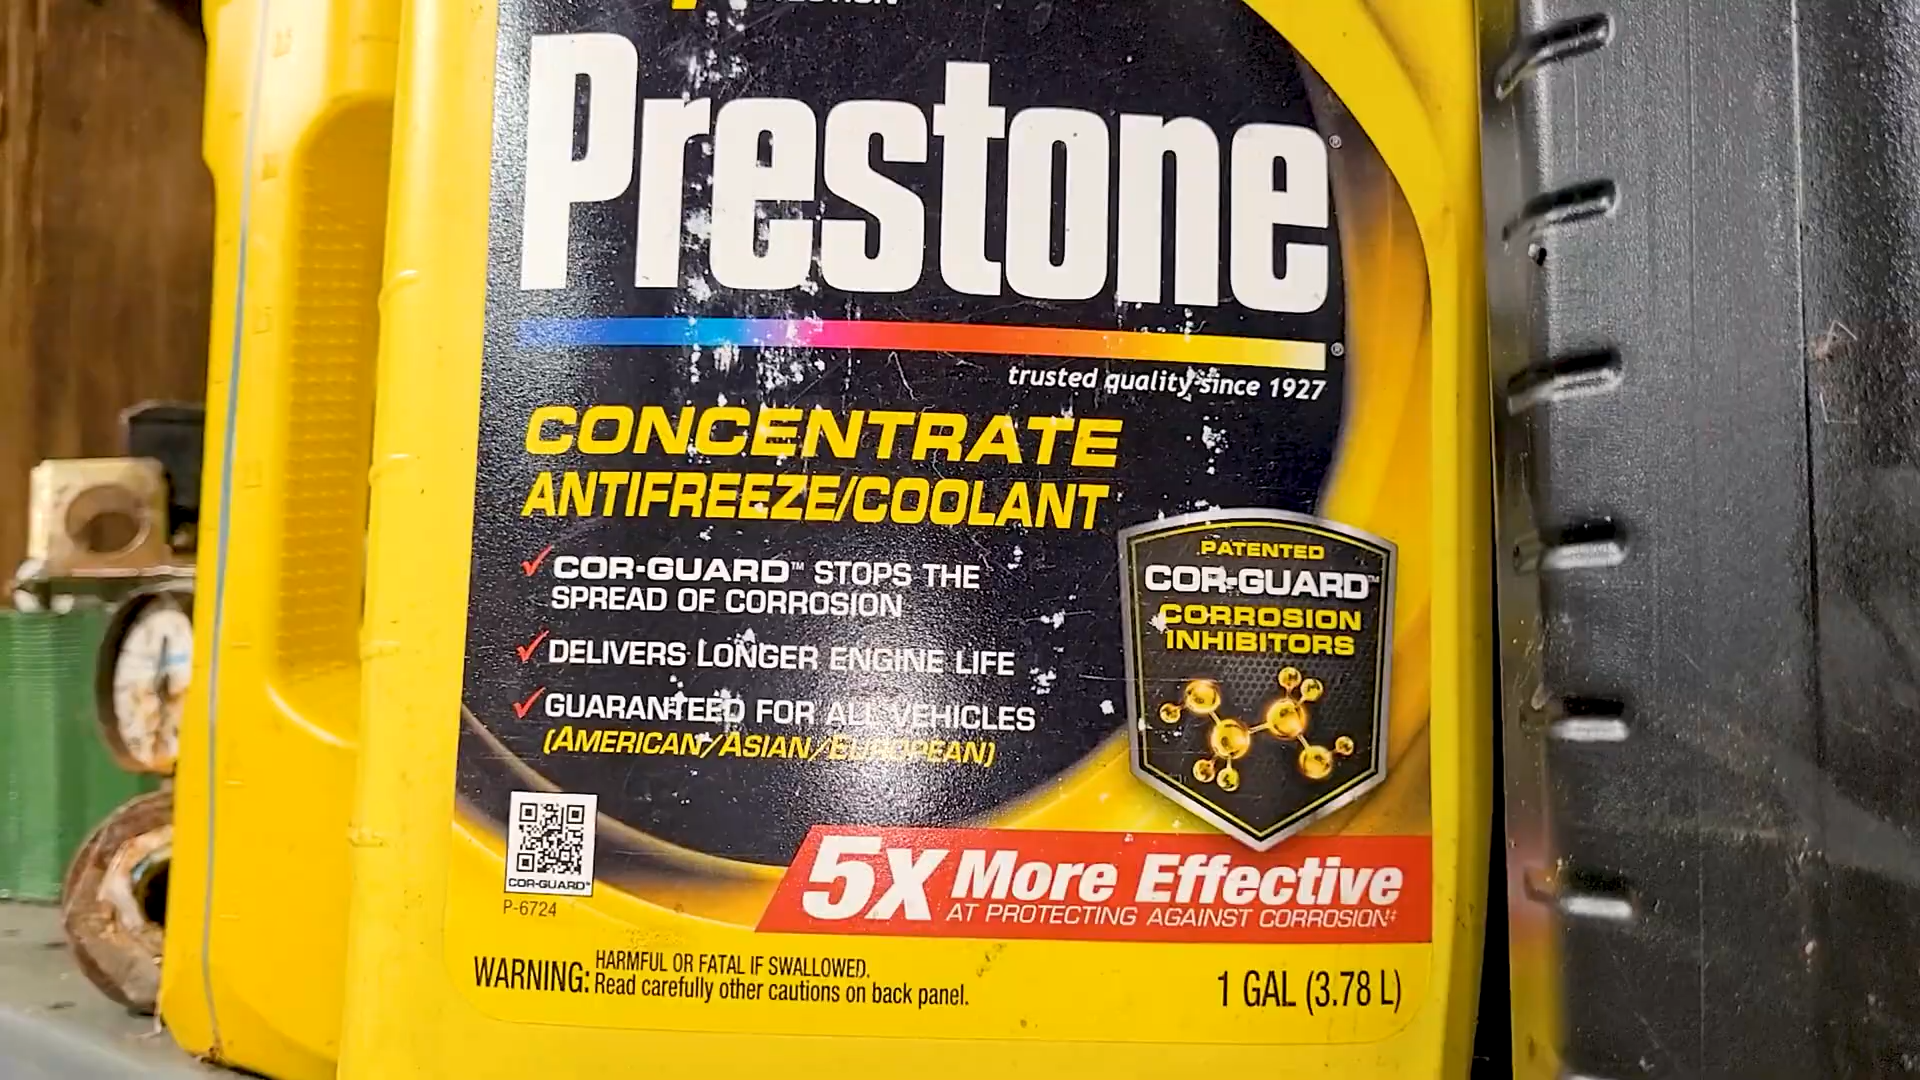 Prestone®
®
trusted quality since 1927
CONCENTRATE
ANTIFREEZE/COOLANT
✓COR-GUARD™ STOPS THE
SPREAD OF CORROSION
✓DELIVERS LONGER ENGINE LIFE
✓GUARANTEED FOR ALL VEHICLES
(AMERICAN/ASIAN/EUROPEAN)
PATENTED
COR-GUARD™
CORROSION
INHIBITORS
COR-GUARD™
P-6724
5X More Effective
AT PROTECTING AGAINST CORROSION‡
WARNING: HARMFUL OR FATAL IF SWALLOWED.
Read carefully other cautions on back panel.
1 GAL (3.78 L)